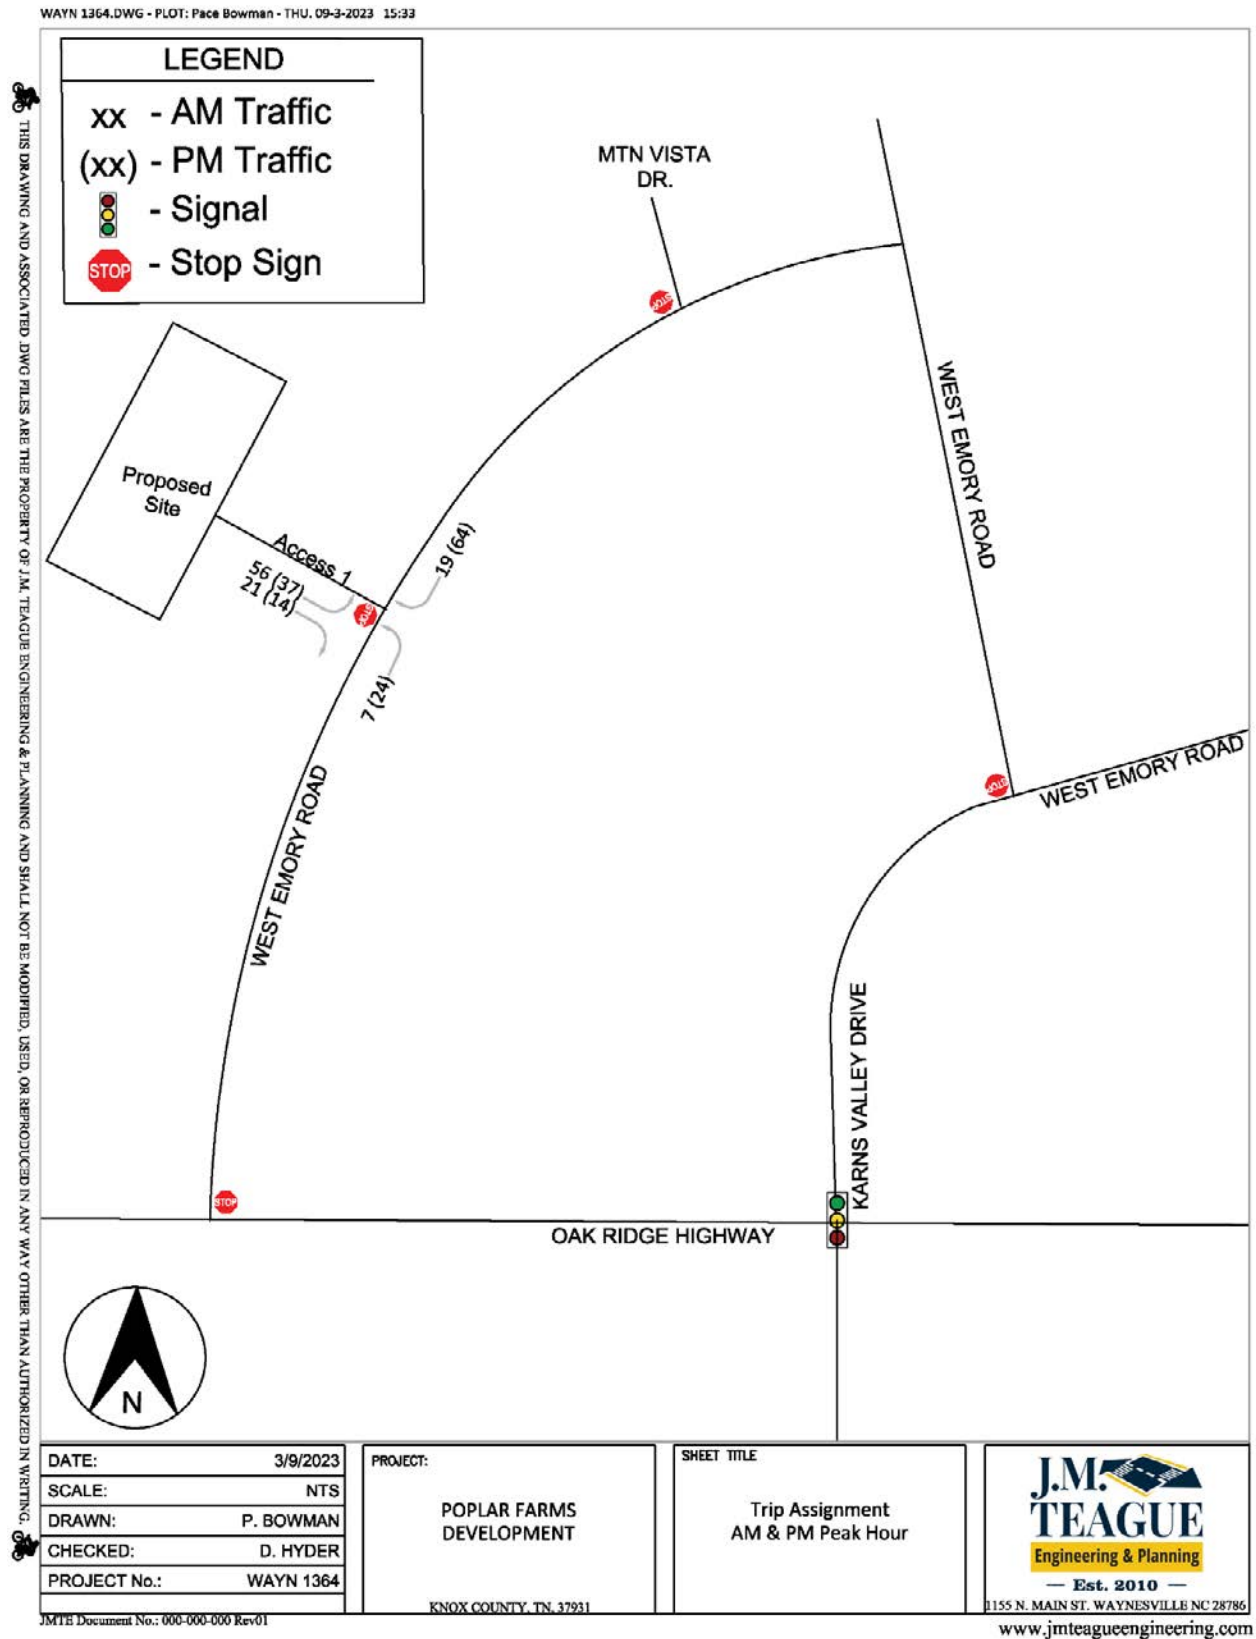 WAYN 1364.DWG - PLOT: Pace Bowman - THU. 09-3-2023 15:33
LEGEND
xx - AM Traffic
(xx) - PM Traffic
- Signal
STOP - Stop Sign
THIS DRAWING AND ASSOCIATED .DWG FILES ARE THE PROPERTY OF J.M. TEAGUE ENGINEERING & PLANNING AND SHALL NOT BE MODIFIED, USED, OR REPRODUCED IN ANY WAY OTHER THAN AUTHORIZED IN WRITING.
MTN VISTA
DR.
STOP
WEST EMORY ROAD
Proposed
Site
Access 1
56 (37)
21 (14)
19 (64)
STOP
7 (24)
WEST EMORY ROAD
STOP
WEST EMORY ROAD
KARNS VALLEY DRIVE
STOP
OAK RIDGE HIGHWAY
N
DATE: 3/9/2023
SCALE: NTS
DRAWN: P. BOWMAN
CHECKED: D. HYDER
PROJECT No.: WAYN 1364
JMTE Document No.: 000-000-000 Rev01
PROJECT:
POPLAR FARMS
DEVELOPMENT
KNOX COUNTY, TN, 37931
SHEET TITLE
Trip Assignment
AM & PM Peak Hour
J.M.
TEAGUE
Engineering & Planning
— Est. 2010 —
1155 N. MAIN ST. WAYNESVILLE NC 28786
www.jmteagueengineering.com